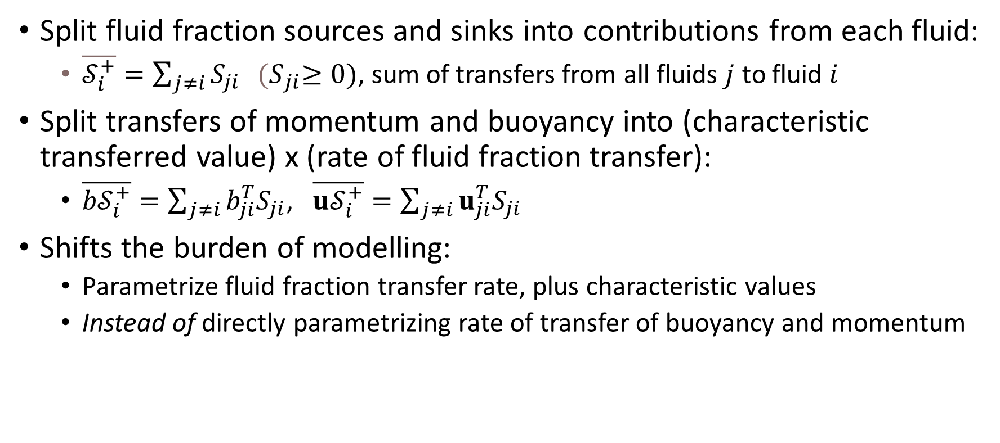 • Split fluid fraction sources and sinks into contributions from each fluid:
• $\overline{\mathcal{S}_i^+} = \sum_{j \neq i} S_{ji}$ $(S_{ji} \geq 0)$, sum of transfers from all fluids $j$ to fluid $i$
• Split transfers of momentum and buoyancy into (characteristic
transferred value) x (rate of fluid fraction transfer):
• $\overline{b\mathcal{S}_i^+} = \sum_{j \neq i} b_{ji}^T S_{ji}$, $\overline{\mathbf{u}\mathcal{S}_i^+} = \sum_{j \neq i} \mathbf{u}_{ji}^T S_{ji}$
• Shifts the burden of modelling:
• Parametrize fluid fraction transfer rate, plus characteristic values
• Instead of directly parametrizing rate of transfer of buoyancy and momentum